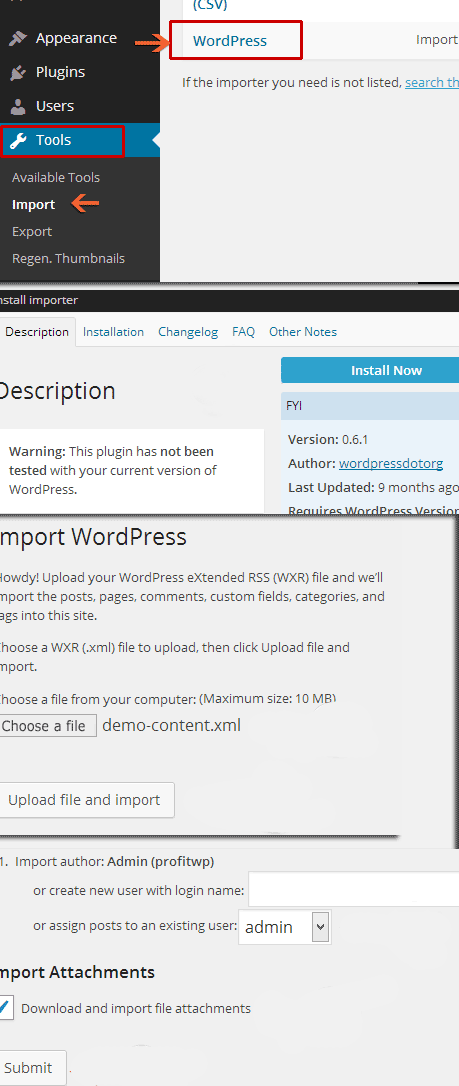 (CSV)
Appearance
WordPress
Import
Plugins
If the importer you need is not listed, search th
Users
Tools
Available Tools
Import
Export
Regen. Thumbnails
nstall importer
Description Installation Changelog FAQ Other Notes
Description
Install Now
FYI
Warning: This plugin has not been
tested with your current version of
WordPress.
Version: 0.6.1
Author: wordpressdotorg
Last Updated: 9 months ago
Requires WordPress Version
mport WordPress
Howdy! Upload your WordPress eXtended RSS (WXR) file and we'll
import the posts, pages, comments, custom fields, categories, and
tags into this site.
Choose a WXR (.xml) file to upload, then click Upload file and
import.
Choose a file from your computer: (Maximum size: 10 MB)
Choose a file demo-content.xml
Upload file and import
1. Import author: Admin (profitwp)
or create new user with login name:
or assign posts to an existing user: admin
mport Attachments
Download and import file attachments
Submit